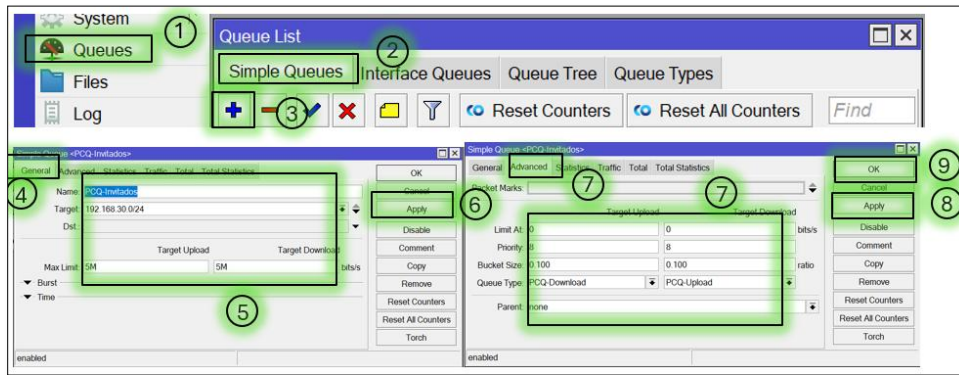 System
1
Queues
Files
Log
Queue List
2
Simple Queues Interface Queues Queue Tree Queue Types
3
Reset Counters Reset All Counters Find
Simple Queue <PCQ-Invitados>
General Advanced Statistics Traffic Total Total Statistics
4
Name: PCQ-Invitados
Target: 192.168.30.0/24
Dst.:
Target Upload Target Download
Max Limit: 5M 5M bits/s
Burst
Time
5
OK
Cancel
Apply
6
Disable
Comment
Copy
Remove
Reset Counters
Reset All Counters
Torch
enabled
Simple Queue <PCQ-Invitados>
General Advanced Statistics Traffic Total Total Statistics
7
Packet Marks:
7
Target Upload Target Download
Limit At: 0 0 bits/s
Priority: 8 8
Bucket Size: 0.100 0.100 ratio
Queue Type: PCQ-Download PCQ-Upload
Parent: none
OK
9
Cancel
Apply
8
Disable
Comment
Copy
Remove
Reset Counters
Reset All Counters
Torch
enabled